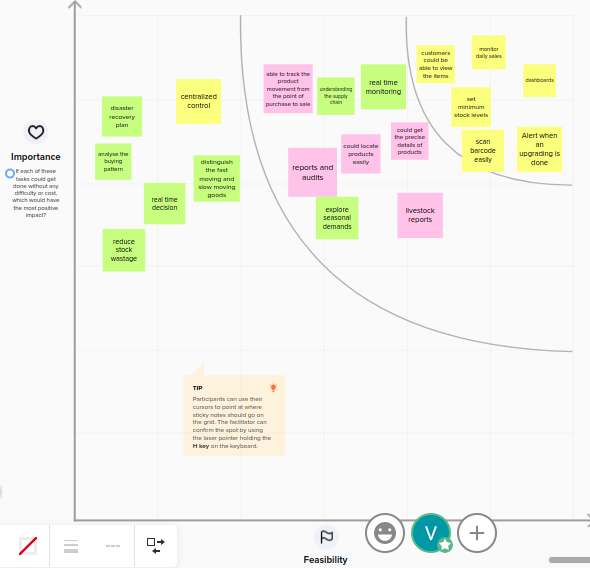 Importance
If each of these
tasks could get
done without any
difficulty or cost,
which would have
the most positive
impact?
disaster
recovery
plan
centralized
control
analyse the
buying
pattern
distinguish
the fast
moving and
slow moving
goods
real time
decision
reduce
stock
wastage
able to track the
product
movement from
the point of
purchase to sale
understanding
the supply
chain
real time
monitoring
could get
the precise
details of
products
could locate
products
easily
reports and
audits
explore
seasonal
demands
livestock
reports
customers
could be
able to view
the items
monitor
daily sales
dashboards
set
minimum
stock levels
scan
barcode
easily
Alert when
an
upgrading is
done
TIP
Participants can use their
cursors to point at where
sticky notes should go on
the grid. The facilitator can
confirm the spot by using
the laser pointer holding the
H key on the keyboard.
V
Feasibility